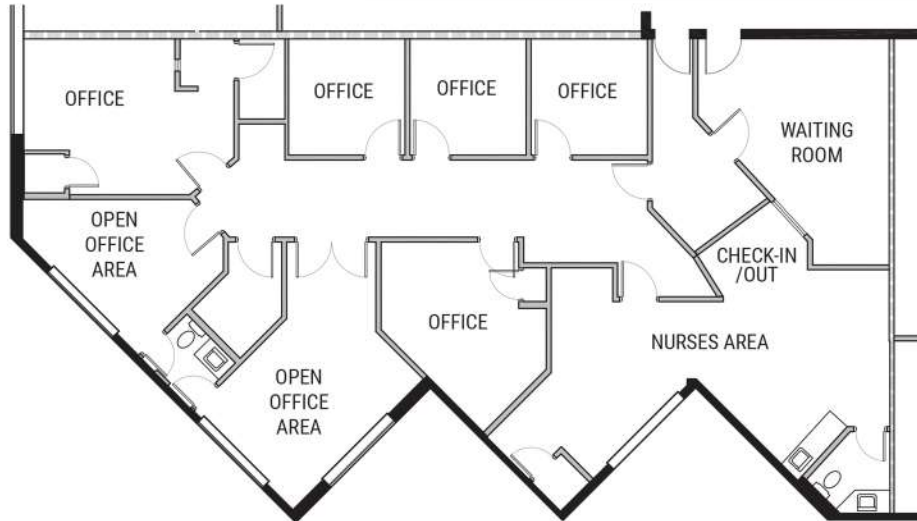 OFFICE
OFFICE
OFFICE
OFFICE
WAITING
ROOM
OPEN
OFFICE
AREA
CHECK-IN
/OUT
OFFICE
NURSES AREA
OPEN
OFFICE
AREA